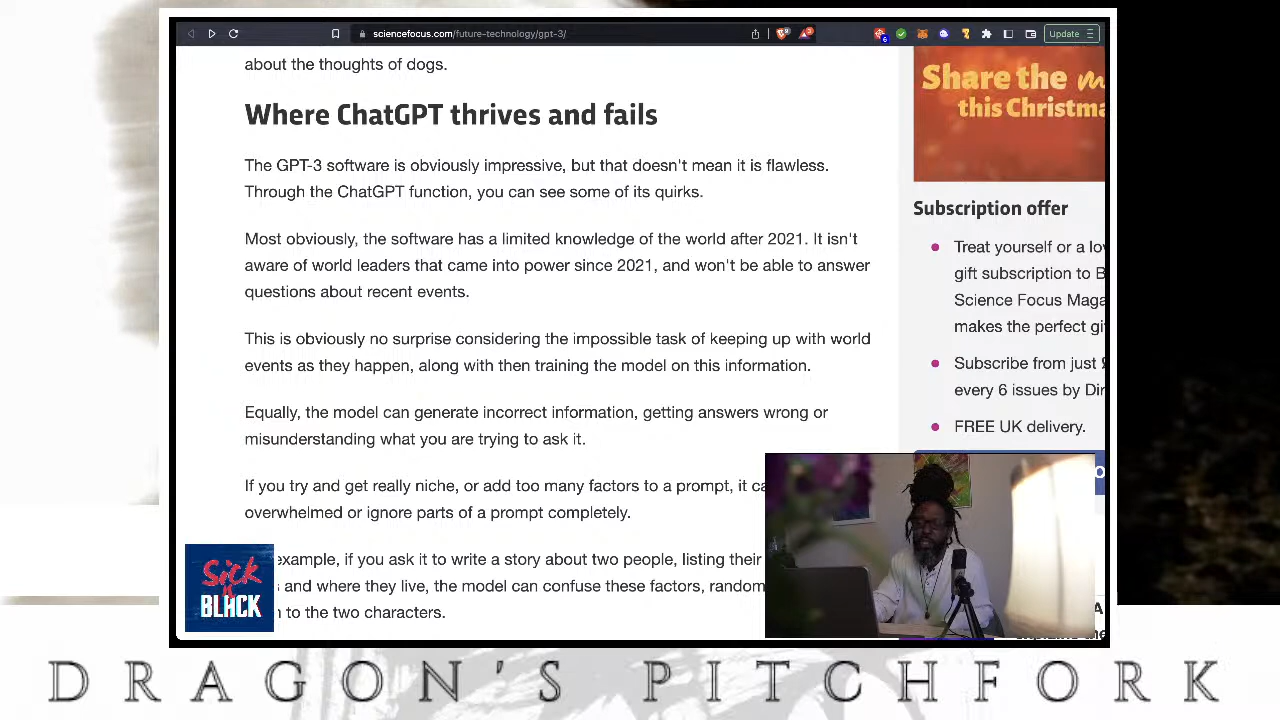 sciencefocus.com/future-technology/gpt-3/
6
Update
about the thoughts of dogs.
Where ChatGPT thrives and fails
The GPT-3 software is obviously impressive, but that doesn't mean it is flawless.
Through the ChatGPT function, you can see some of its quirks.
Most obviously, the software has a limited knowledge of the world after 2021. It isn't
aware of world leaders that came into power since 2021, and won't be able to answer
questions about recent events.
This is obviously no surprise considering the impossible task of keeping up with world
events as they happen, along with then training the model on this information.
Equally, the model can generate incorrect information, getting answers wrong or
misunderstanding what you are trying to ask it.
If you try and get really niche, or add too many factors to a prompt, it ca
overwhelmed or ignore parts of a prompt completely.
example, if you ask it to write a story about two people, listing their
and where they live, the model can confuse these factors, random
to the two characters.
Share the
this Christma
Subscription offer
Treat yourself or a lov
gift subscription to B
Science Focus Maga
makes the perfect gi
Subscribe from just
every 6 issues by Dir
FREE UK delivery.
Sick
BLACK
DRAGON'S PITCHFORK